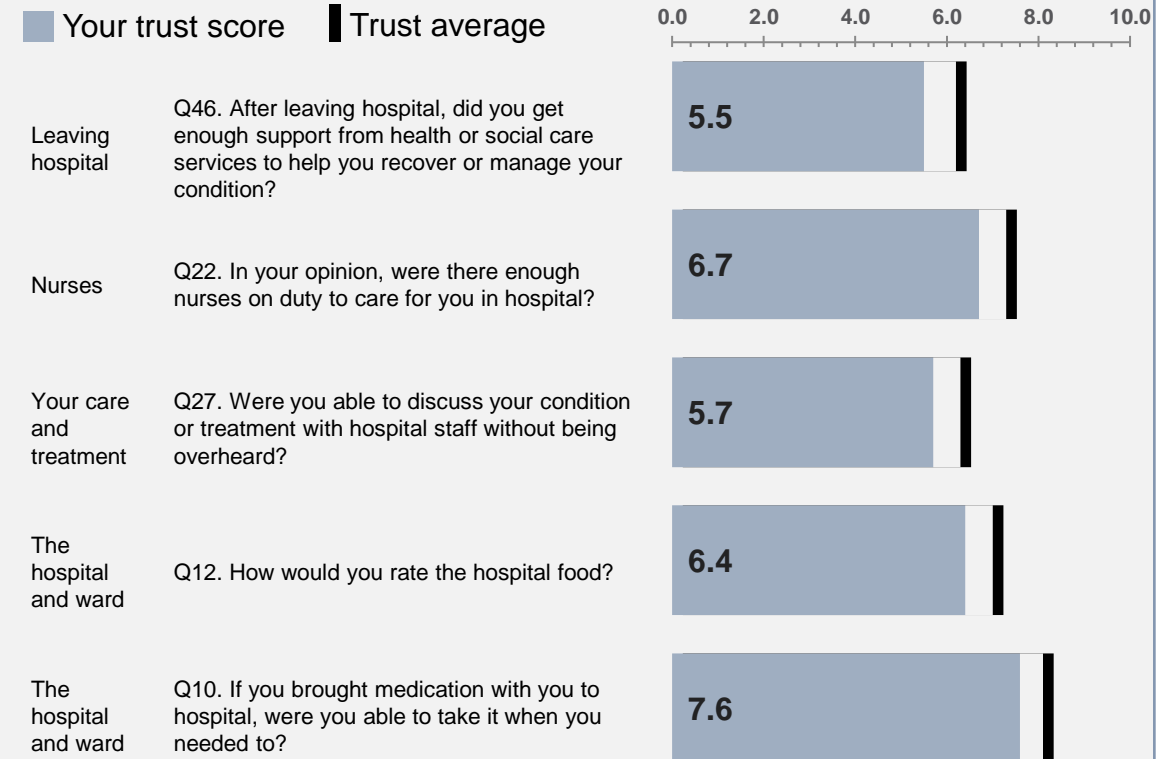 Your trust score Trust average
0.0 2.0 4.0 6.0 8.0 10.0
Leaving
hospital
Q46. After leaving hospital, did you get
enough support from health or social care
services to help you recover or manage your
condition?
5.5
Nurses
Q22. In your opinion, were there enough
nurses on duty to care for you in hospital?
6.7
Your care
and
treatment
Q27. Were you able to discuss your condition
or treatment with hospital staff without being
overheard?
5.7
The
hospital
and ward
Q12. How would you rate the hospital food?
6.4
The
hospital
and ward
Q10. If you brought medication with you to
hospital, were you able to take it when you
needed to?
7.6